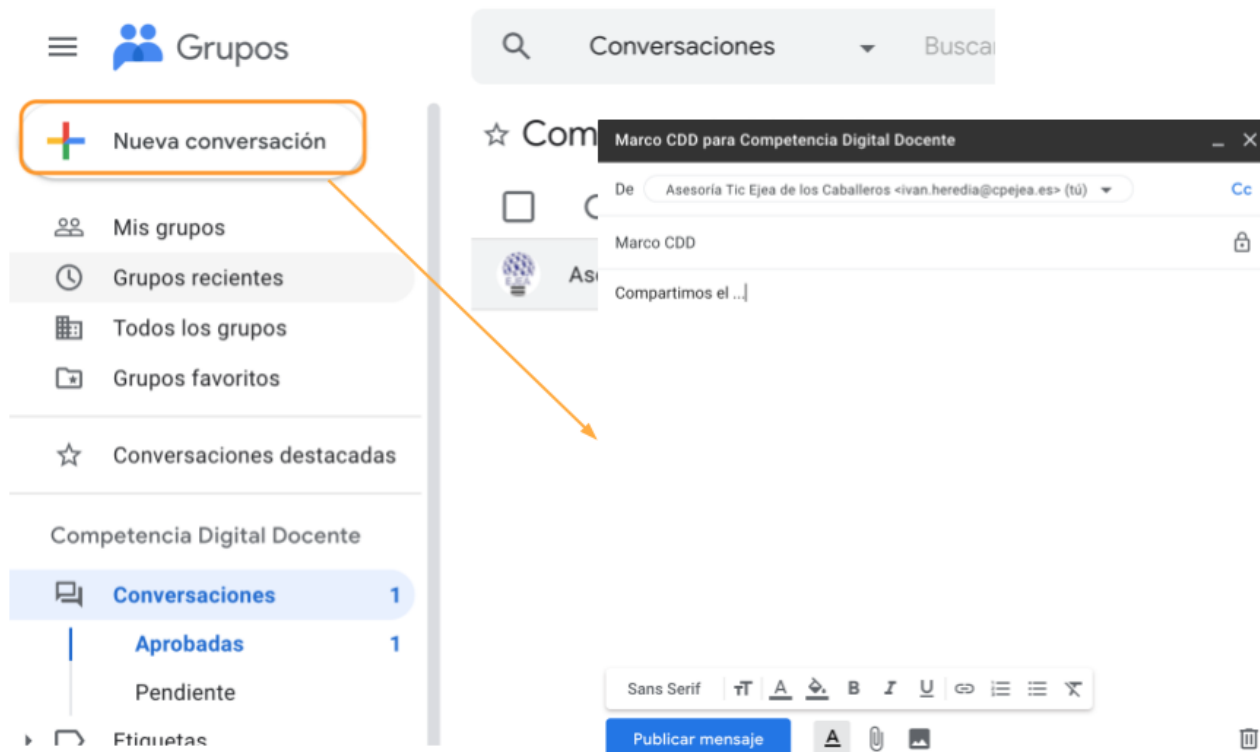 Grupos
Conversaciones
Nueva conversación
Mis grupos
Grupos recientes
Todos los grupos
Grupos favoritos
Conversaciones destacadas
Competencia Digital Docente
Conversaciones 1
Aprobadas 1
Pendiente
Etiquetas
Marco CDD para Competencia Digital Docente
De Asesoría Tic Ejea de los Caballeros <ivan.heredia@cpejea.es> (tú) Cc
Marco CDD
Compartimos el ...
Sans Serif
Publicar mensaje